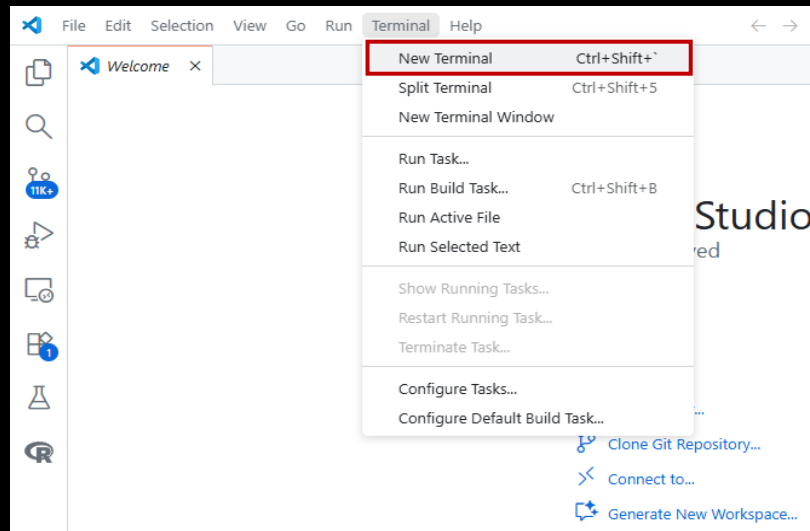 File Edit Selection View Go Run Terminal Help
Welcome
New Terminal Ctrl+Shift+`
Split Terminal Ctrl+Shift+5
New Terminal Window
Run Task...
11K+
Run Build Task... Ctrl+Shift+B
Run Active File
Studio
Run Selected Text
Show Running Tasks...
Restart Running Task...
Terminate Task...
1
Configure Tasks...
Configure Default Build Task...
...
Clone Git Repository...
R
Connect to...
Generate New Workspace...